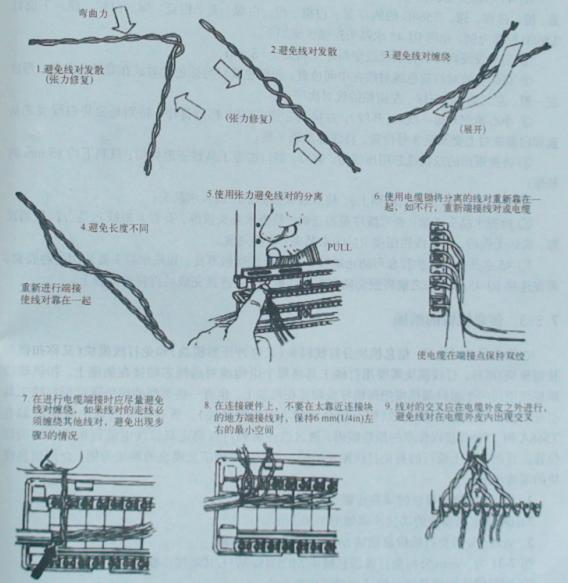 弯曲力
1.避免线对发散
(张力修复)
2.避免线对发散
(张力修复)
3.避免线对缠绕
(展开)
4.避免长度不同
重新进行端接
使线对靠在一起
5.使用张力避免线对的分离
PULL
6.使用电缆锄将分离的线对重新靠在一
起，如不行，重新端接线对或电缆
使电缆在端接点保持双绞
7.在进行电缆端接时应尽量避免
线对缠绕，如果线对的走线必
须缠绕其他线对，避免出现步
骤3的情况
8.在连接硬件上，不要在太靠近连接块
的地方端接线对，保持6 mm(1/4in)左
右的最小空间
9.线对的交叉应在电缆外皮之外进行，
避免线对在电缆外皮内出现交叉